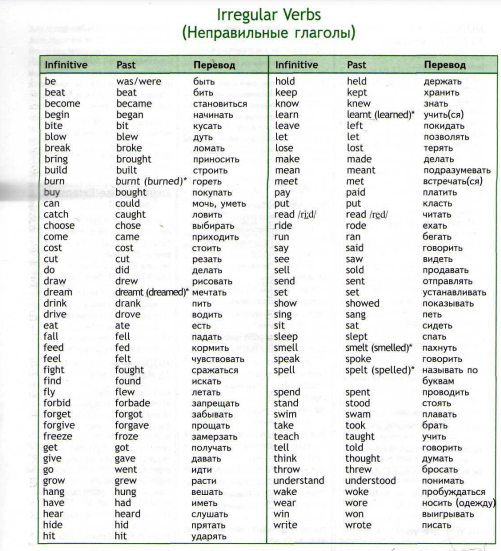 Irregular Verbs
(Неправильные глаголы)
Infinitive Past Перевод
be was/were быть
beat beat бить
become became становиться
begin began начинать
bite bit кусать
blow blew дуть
break broke ломать
bring brought приносить
build built строить
burn burnt (burned)* гореть
buy bought покупать
can could мочь, уметь
catch caught ловить
choose chose выбирать
come came приходить
cost cost стоить
cut cut резать
do did делать
draw drew рисовать
dream dreamt (dreamed)* мечтать
drink drank пить
drive drove водить
eat ate есть
fall fell падать
feed fed кормить
feel felt чувствовать
fight fought сражаться
find found искать
fly flew летать
forbid forbade запрещать
forget forgot забывать
forgive forgave прощать
freeze froze замерзать
get got получать
give gave давать
go went идти
grow grew расти
hang hung вешать
have had иметь
hear heard слушать
hide hid прятать
hit hit ударять
Infinitive Past Перевод
hold held держать
keep kept хранить
know knew знать
learn learnt (learned)* учить(ся)
leave left покидать
let let позволять
lose lost терять
make made делать
mean meant подразумевать
meet met встречать(ся)
pay paid платить
put put класть
read /ri:d/ read /red/ читать
ride rode ехать
run ran бегать
say said говорить
see saw видеть
sell sold продавать
send sent отправлять
set set устанавливать
show showed показывать
sing sang петь
sit sat сидеть
sleep slept спать
smell smelt (smelled)* пахнуть
speak spoke говорить
spell spelt (spelled)* называть по
буквам
spend spent проводить
stand stood стоять
swim swam плавать
take took брать
teach taught учить
tell told говорить
think thought думать
throw threw бросать
understand understood понимать
wake woke пробуждаться
wear wore носить (одежду)
win won выигрывать
write wrote писать